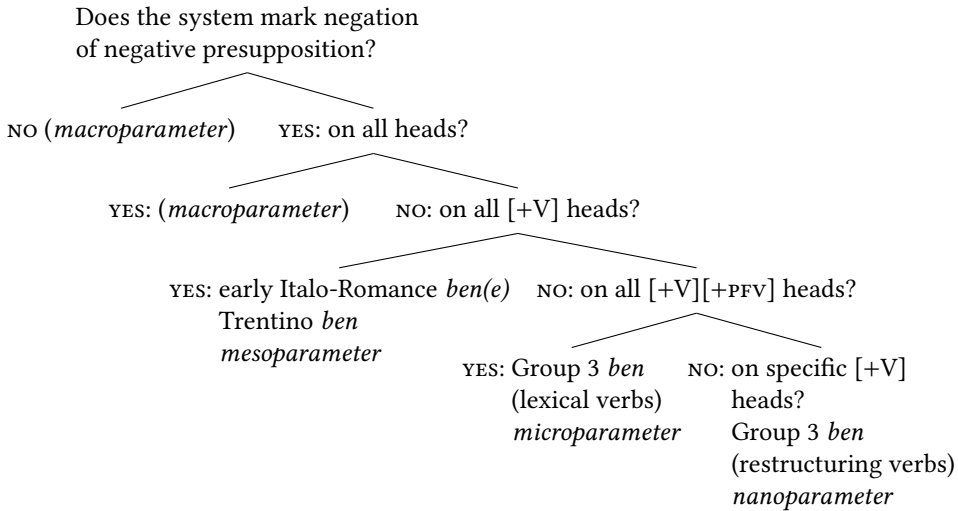 Does the system mark negation
of negative presupposition?
NO (macroparameter) YES: on all heads?
YES: (macroparameter) NO: on all [+V] heads?
YES: early Italo-Romance ben(e) NO: on all [+V][+PFV] heads?
Trentino ben
mesoparameter
YES: Group 3 ben NO: on specific [+V]
(lexical verbs) heads?
microparameter Group 3 ben
(restructuring verbs)
nanoparameter